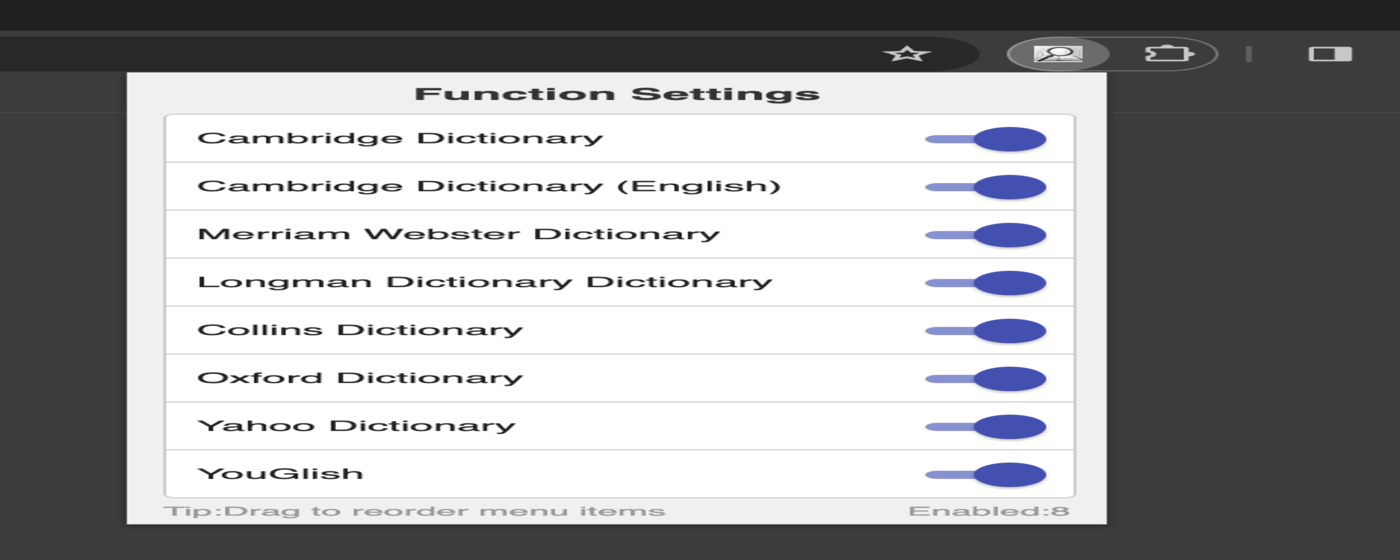 Function Settings
Cambridge Dictionary
Cambridge Dictionary (English)
Merriam Webster Dictionary
Longman Dictionary Dictionary
Collins Dictionary
Oxford Dictionary
Yahoo Dictionary
YouGlish
Tip:Drag to reorder menu items Enabled:8